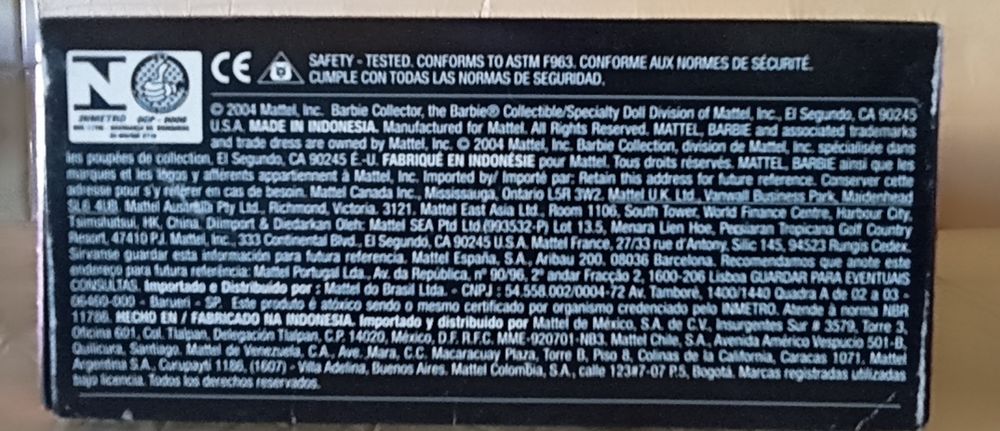 INMETRO
CE SAFETY - TESTED. CONFORMS TO ASTM F963. CONFORME AUX NORMES DE SÉCURITÉ.
CUMPLE CON TODAS LAS NORMAS DE SEGURIDAD.
© 2004 Mattel, Inc. Barbie Collector, the Barbie® Collectible/Specialty Doll Division of Mattel, Inc., El Segundo, CA 90245
U.S.A. MADE IN INDONESIA. Manufactured for Mattel. All Rights Reserved. MATTEL, BARBIE and associated trademarks
and trade dress are owned by Mattel, Inc. © 2004 Mattel, Inc. Barbie Collection, division de Mattel, Inc. spécialisée dans
les poupées de collection, El Segundo, CA 90245 É.-U. FABRIQUÉ EN INDONÉSIE pour Mattel. Tous droits réservés. MATTEL, BARBIE ainsi que les
marques et les logos y afférents appartiennent à Mattel, Inc. Imported by/ Importé par: Retain this address for future reference. Conserver cette
adresse pour s'y référer en cas de besoin. Mattel Canada Inc., Mississauga, Ontario L5R 3W2. Mattel U.K. Ltd., Vanwall Business Park, Maidenhead
SL6 4UB. Mattel Australia Pty Ltd., Richmond, Victoria. 3121. Mattel East Asia Ltd., Room 1106, South Tower, World Finance Centre, Harbour City,
Tsimshatsui, HK, China. Diimport & Diedarkan Oleh: Mattel SEA Ptd Ltd (993532-P) Lot 13.5, Menara Lien Hoe, Persiaran Tropicana Golf Country
Resort, 47410 PJ. Mattel, Inc., 333 Continental Blvd., El Segundo, CA 90245 U.S.A. Mattel France, 27/33 rue d'Antony, Silic 145, 94523 Rungis Cedex.
Sírvanse guardar esta información para futura referencia. Mattel España, S.A., Aribau 200. 08036 Barcelona. Recomendamos que anote este
endereço para futura referência: Mattel Portugal Lda., Av. da República, nº 90/96, 2º andar Fracção 2, 1600-206 Lisboa GUARDAR PARA EVENTUAIS
CONSULTAS. Importado e Distribuido por : Mattel do Brasil Ltda. - CNPJ : 54.558.002/0004-72 Av. Tamboré, 1400/1440 Quadra A de 02 a 03 -
06460-000 - Barueri - SP. Este produto é atóxico sendo o mesmo certificado por organismo credenciado pelo INMETRO. Atende à norma NBR
11786. HECHO EN / FABRICADO NA INDONESIA. Importado y distribuido por Mattel de México, S.A. de C.V., Insurgentes Sur # 3579, Torre 3,
Oficina 601, Col. Tlalpan, Delegación Tlalpan, C.P. 14020, México, D.F. R.F.C. MME-920701-NB3. Mattel Chile, S.A., Avenida Américo Vespucio 501-B,
Quilicura, Santiago. Mattel de Venezuela, C.A., Ave. Mara, C.C. Macaracuay Plaza, Torre B, Piso 8, Colinas de la California, Caracas 1071. Mattel
Argentina S.A., Curupaytí 1186, (1607) - Villa Adelina, Buenos Aires. Mattel Colombia, S.A., calle 123#7-07 P.5, Bogotá. Marcas registradas utilizadas
bajo licencia. Todos los derechos reservados.